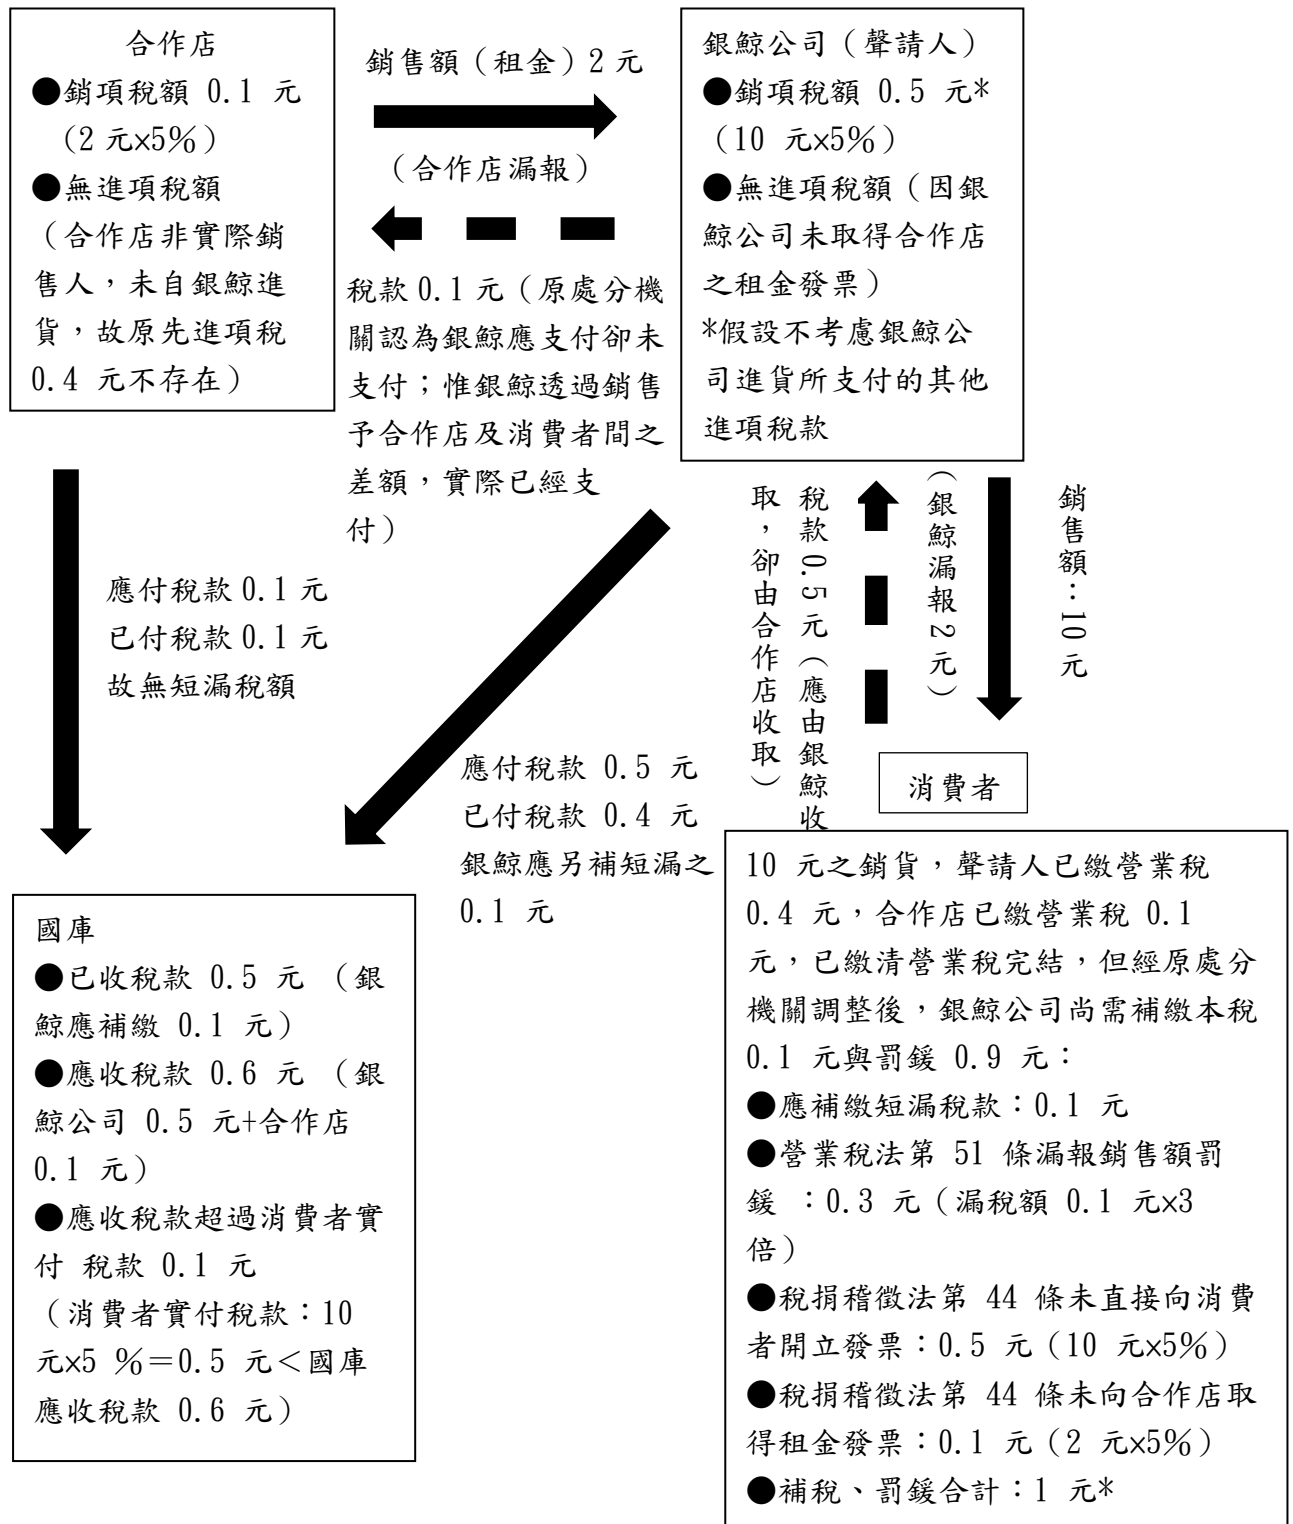 合作店
●銷項稅額 0.1 元
（2 元×5％）
●無進項稅額
（合作店非實際銷
售人，未自銀鯨進
貨，故原先進項稅
0.4 元不存在）
銷售額（租金）2 元
（合作店漏報）
稅款 0.1 元（原處分機
關認為銀鯨應支付卻未
支付；惟銀鯨透過銷售
予合作店及消費者間之
差額，實際已經支
付）
銀鯨公司（聲請人）
●銷項稅額 0.5 元*
（10 元×5％）
●無進項稅額（因銀
鯨公司未取得合作店
之租金發票）
*假設不考慮銀鯨公
司進貨所支付的其他
進項稅款
應付稅款 0.1 元
已付稅款 0.1 元
故無短漏稅額
應付稅款 0.5 元
已付稅款 0.4 元
銀鯨應另補短漏之
0.1 元
銷售額：10 元
（銀鯨漏報 2 元）
稅款 0.5 元（應由銀鯨收
取，卻由合作店收取）
消費者
國庫
●已收稅款 0.5 元 （銀
鯨應補繳 0.1 元）
●應收稅款 0.6 元 （銀
鯨公司 0.5 元+合作店
0.1 元）
●應收稅款超過消費者實
付 稅款 0.1 元
（消費者實付稅款：10
元×5 ％＝0.5 元＜國庫
應收稅款 0.6 元）
10 元之銷貨，聲請人已繳營業稅
0.4 元，合作店已繳營業稅 0.1
元，已繳清營業稅完結，但經原處分
機關調整後，銀鯨公司尚需補繳本稅
0.1 元與罰鍰 0.9 元：
●應補繳短漏稅款：0.1 元
●營業稅法第 51 條漏報銷售額罰
鍰 ：0.3 元（漏稅額 0.1 元×3
倍）
●稅捐稽徵法第 44 條未直接向消費
者開立發票：0.5 元（10 元×5％）
●稅捐稽徵法第 44 條未向合作店取
得租金發票：0.1 元（2 元×5％）
●補稅、罰鍰合計：1 元*